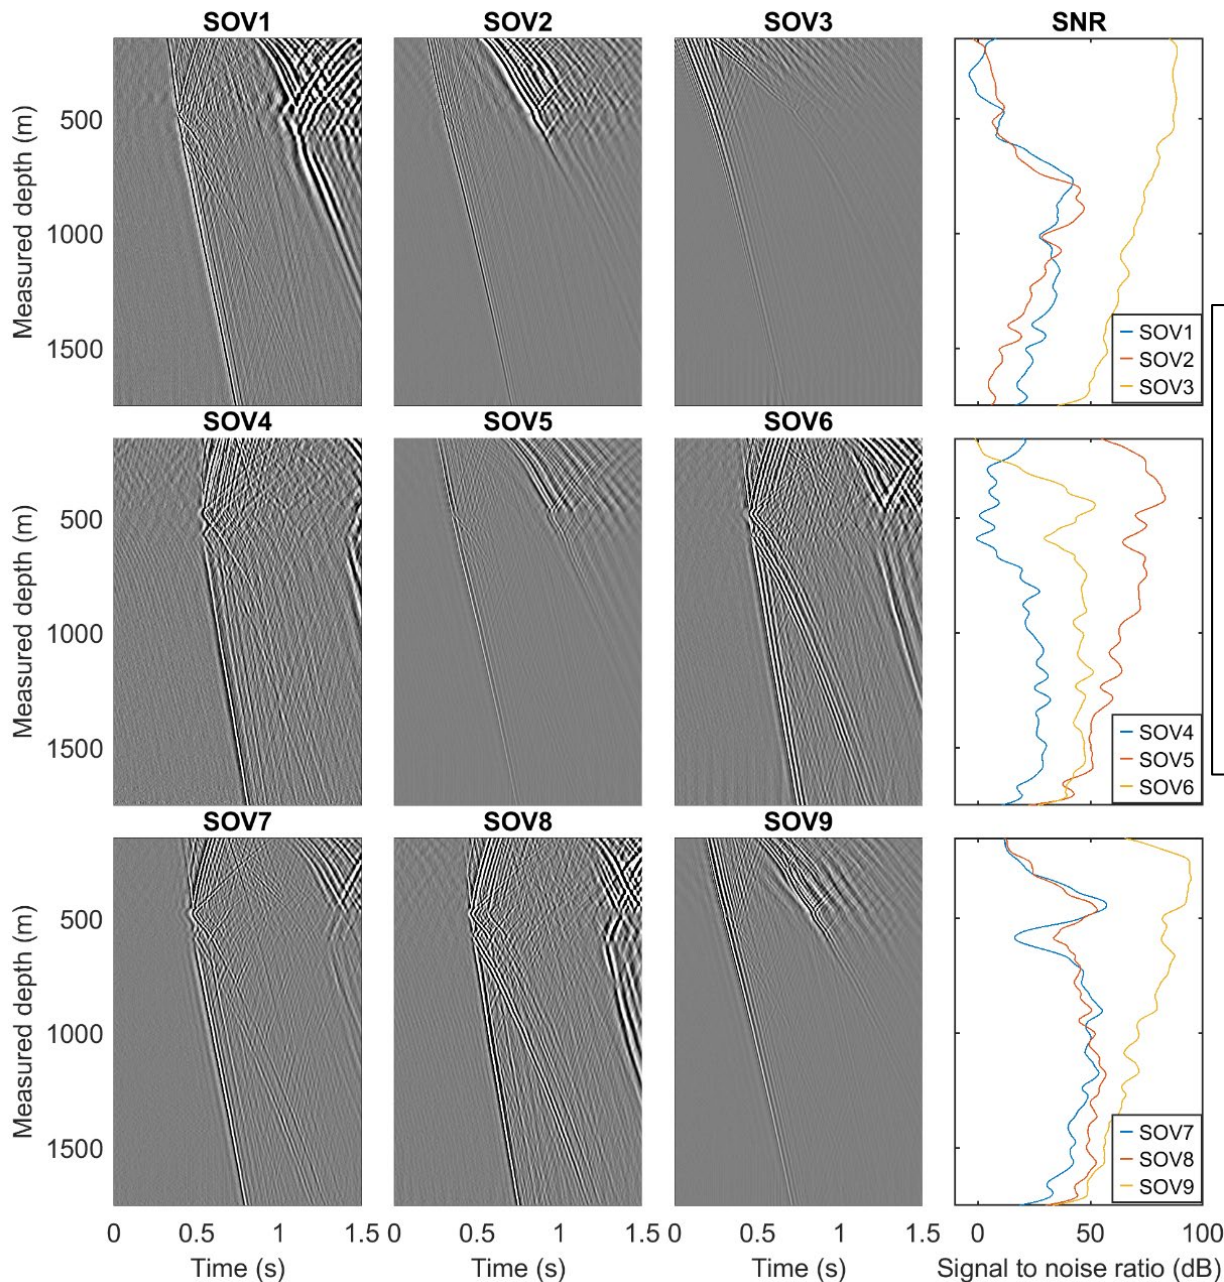 SOV1 SOV2 SOV3 SNR
Measured depth (m)
500
1000
1500
SOV1
SOV2
SOV3
SOV4 SOV5 SOV6
Measured depth (m)
500
1000
1500
SOV4
SOV5
SOV6
SOV7 SOV8 SOV9
Measured depth (m)
500
1000
1500
SOV7
SOV8
SOV9
0 0.5 1 1.5 0 0.5 1 1.5 0 0.5 1 1.5 0 50 100
Time (s) Time (s) Time (s) Signal to noise ratio (dB)